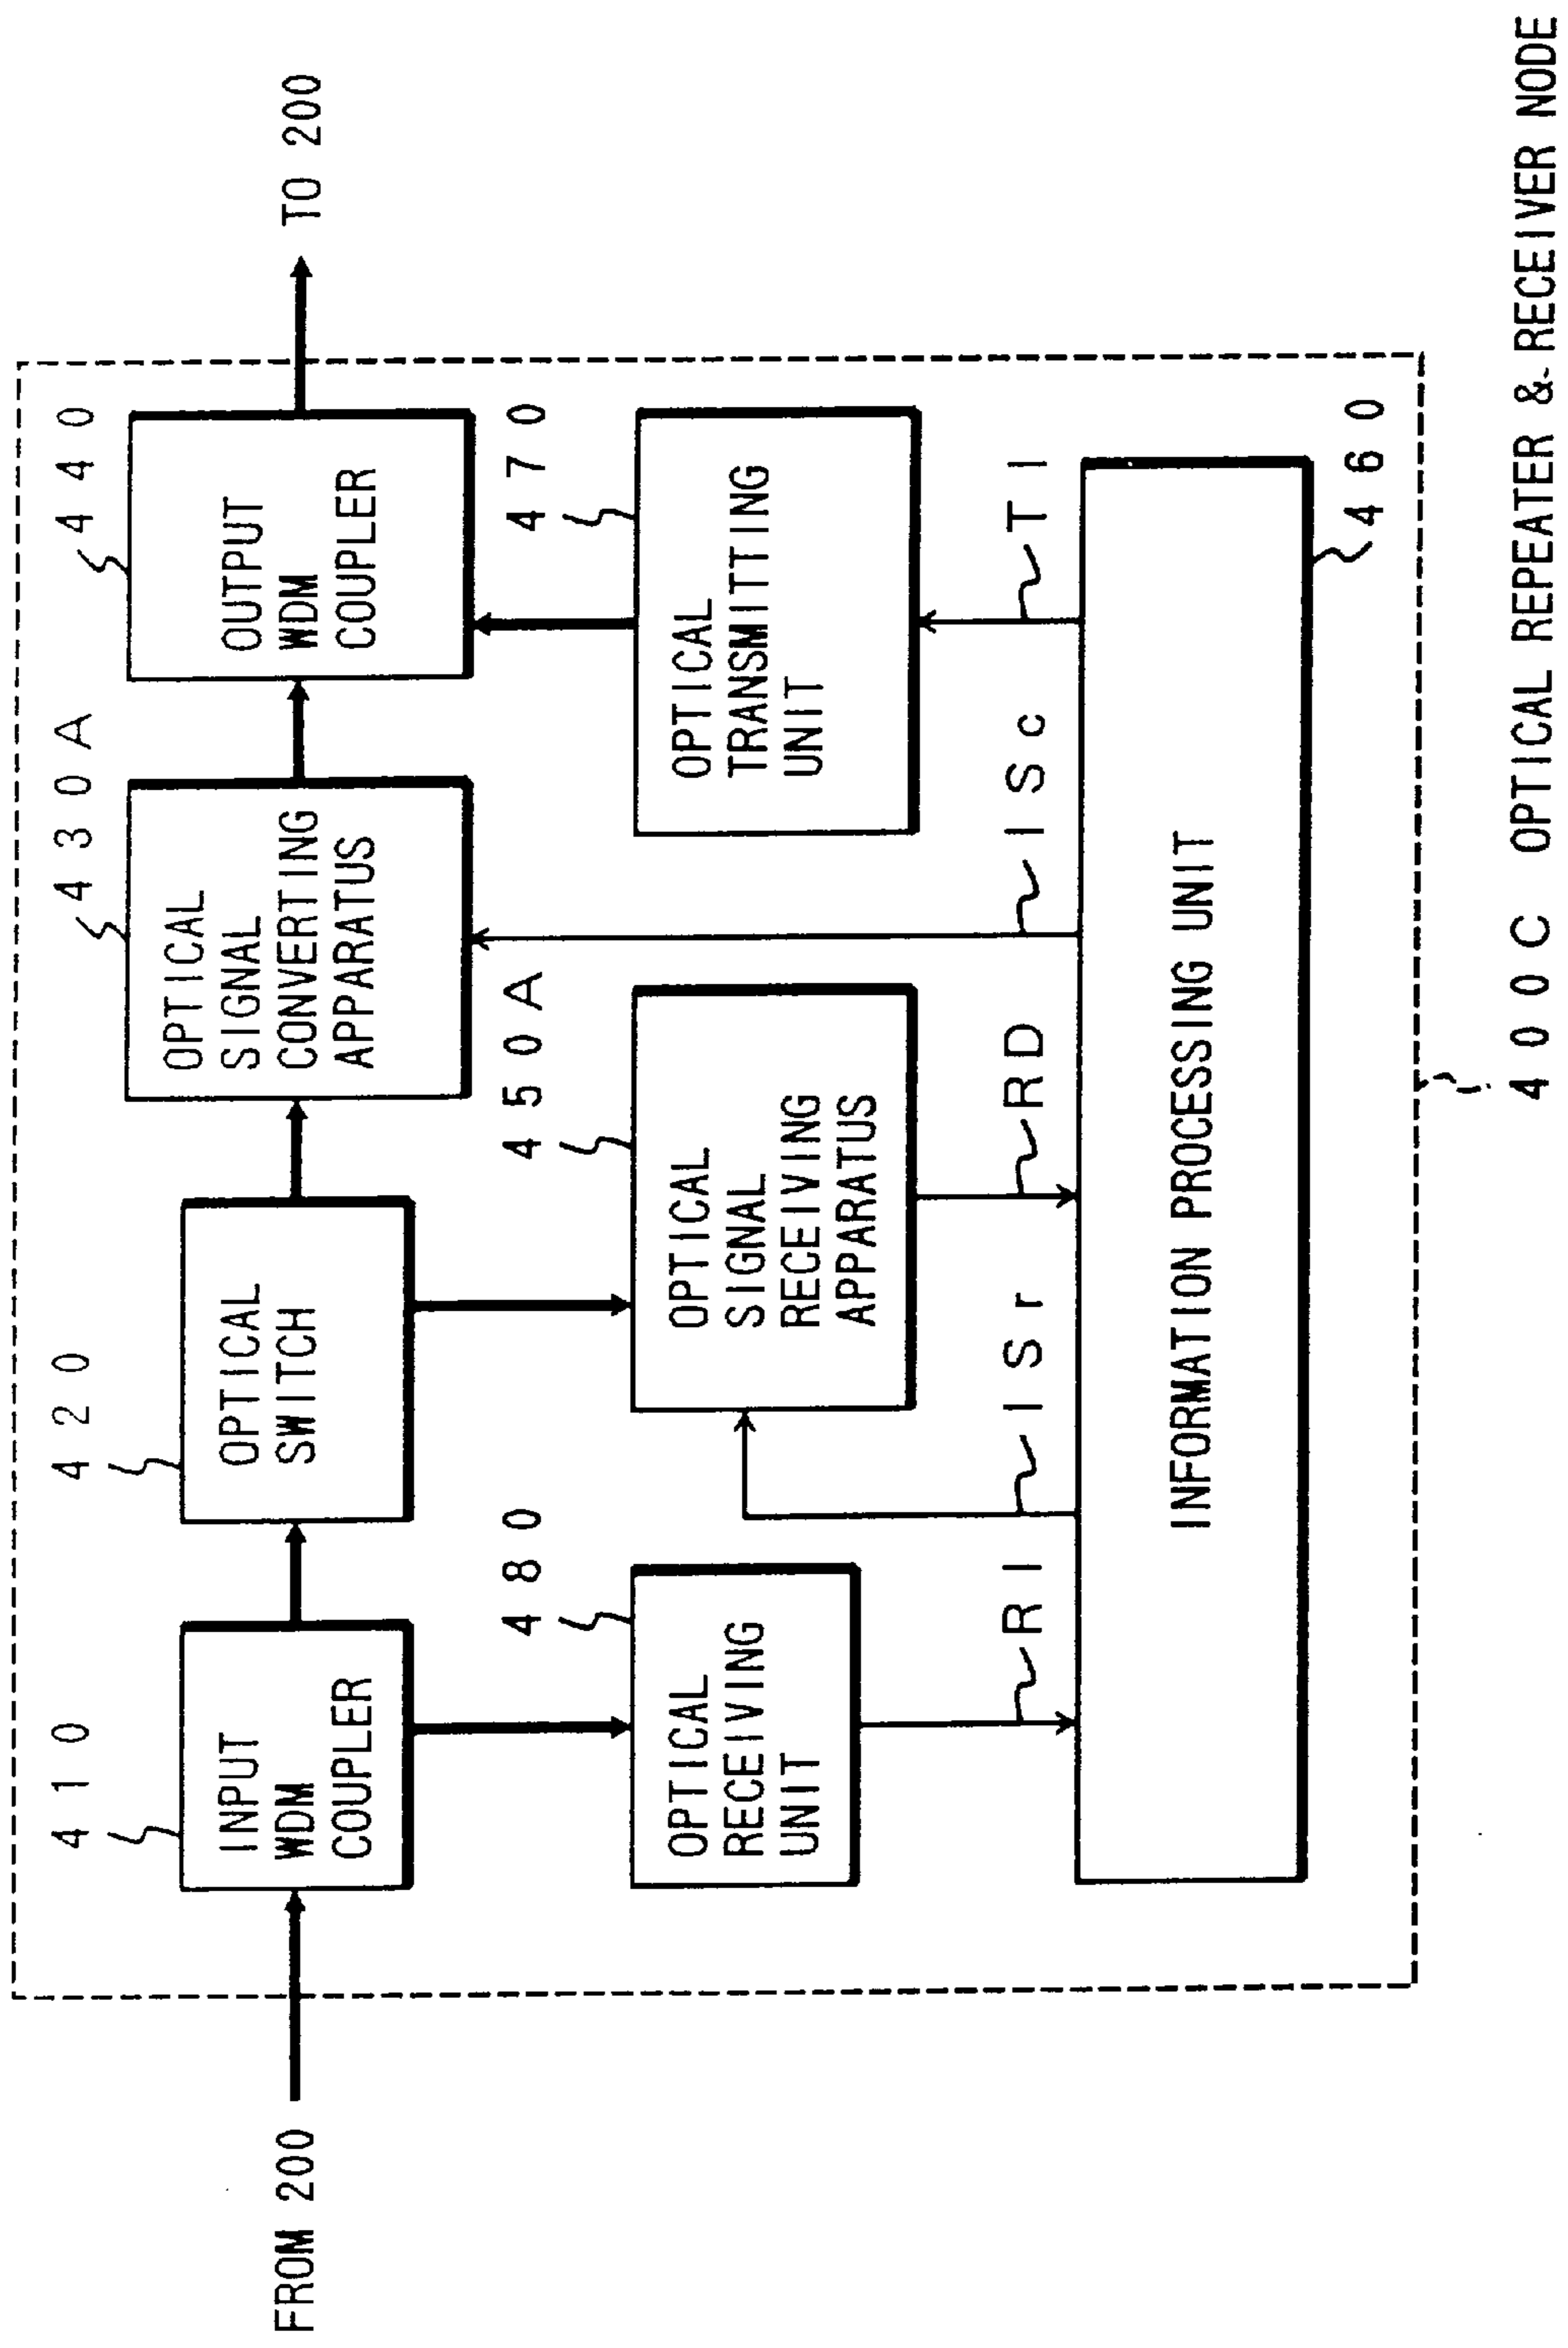 FROM 200
410
INPUT
WDM
COUPLER
420
OPTICAL
SWITCH
430A
OPTICAL
SIGNAL
CONVERTING
APPARATUS
440
OUTPUT
WDM
COUPLER
TO 200
480
OPTICAL
RECEIVING
UNIT
450A
OPTICAL
SIGNAL
RECEIVING
APPARATUS
470
OPTICAL
TRANSMITTING
UNIT
RI
ISr
RD
ISc
TI
INFORMATION PROCESSING UNIT
460
400C OPTICAL REPEATER & RECEIVER NODE